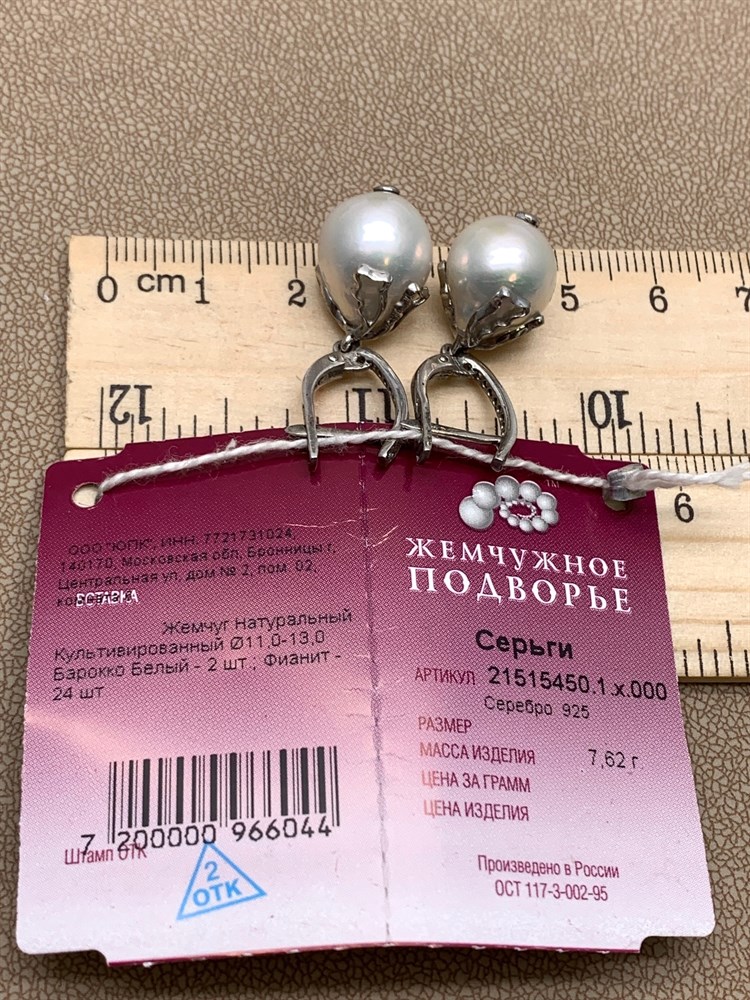 0 cm 1 2 5 6 7
12 11 10
6
ООО "ЮПК", ИНН. 7721731024,
140170, Московская обл, Бронницы г,
Центральная ул, дом № 2, пом. 02,
ВСТАВКА
Жемчуг Натуральный
Культивированный Ø11,0-13,0
Барокко Белый - 2 шт.; Фианит -
24 шт
7 200000 966044
Штамп ОТК
2
ОТК
TM
ЖЕМЧУЖНОЕ
ПОДВОРЬЕ
Серьги
АРТИКУЛ 21515450.1.x.000
Серебро 925
РАЗМЕР
МАССА ИЗДЕЛИЯ 7,62 г.
ЦЕНА ЗА ГРАММ
ЦЕНА ИЗДЕЛИЯ
Произведено в России
ОСТ 117-3-002-95